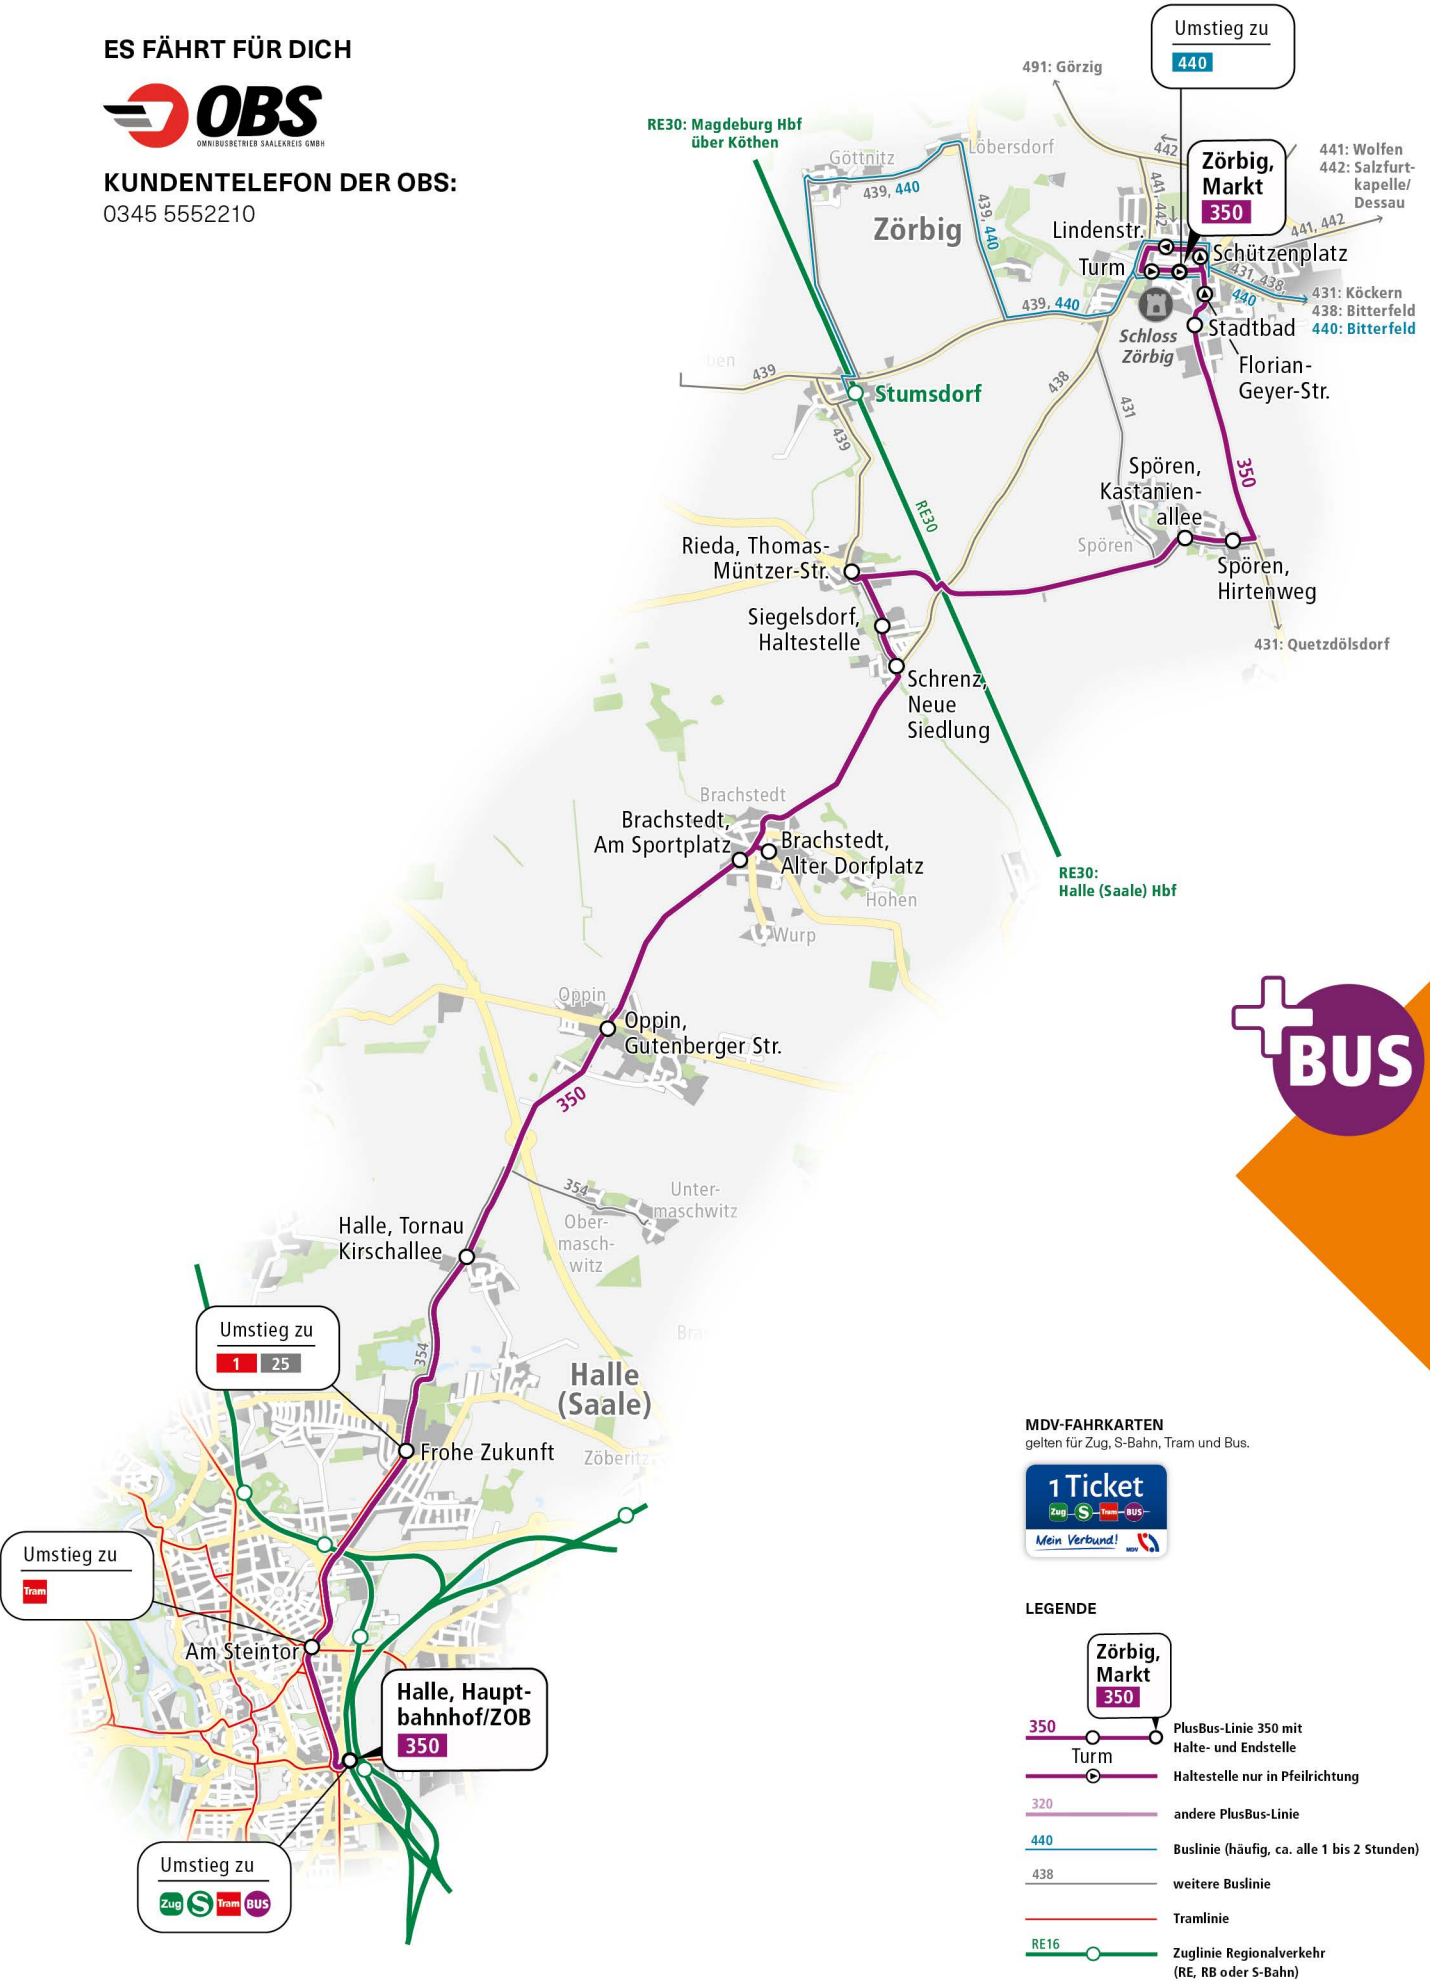 ES FÄHRT FÜR DICH
OBS
OMNIBUSBETRIEB SAALEKREIS GMBH
KUNDENTELEFON DER OBS:
0345 5552210
Umstieg zu
440
491: Görzig
RE30: Magdeburg Hbf
über Köthen
Göttnitz
Löbersdorf
439, 440
439, 440
Zörbig
442
441, 442
Zörbig,
Markt
350
441: Wolfen
442: Salzfurt-
kapelle/
Dessau
441, 442
Lindenstr.
Turm
Schützenplatz
431, 438,
440
431: Köckern
438: Bitterfeld
440: Bitterfeld
439, 440
Schloss
Zörbig
Stadtbad
Florian-
Geyer-Str.
439
Stumsdorf
438
431
439
350
Spören,
Kastanien-
allee
RE30
Spören
Rieda, Thomas-
Müntzer-Str.
Spören,
Hirtenweg
Siegelsdorf,
Haltestelle
431: Quetzdölsdorf
Schrenz,
Neue
Siedlung
Brachstedt
Brachstedt,
Am Sportplatz
Brachstedt,
Alter Dorfplatz
RE30:
Halle (Saale) Hbf
Hohen
Wurp
Oppin
Oppin,
Gutenberger Str.
350
BUS
354
Unter-
maschwitz
Ober-
masch-
witz
Halle, Tornau
Kirschallee
Umstieg zu
1 25
354
Halle
(Saale)
Frohe Zukunft
Zöberitz
MDV-FAHRKARTEN
gelten für Zug, S-Bahn, Tram und Bus.
1 Ticket
Zug S Tram BUS
Mein Verbund! MDV
Umstieg zu
Tram
Am Steintor
Halle, Haupt-
bahnhof/ZOB
350
Umstieg zu
Zug S Tram BUS
LEGENDE
Zörbig,
Markt
350
350
PlusBus-Linie 350 mit
Halte- und Endstelle
Turm
Haltestelle nur in Pfeilrichtung
320
andere PlusBus-Linie
440
Buslinie (häufig, ca. alle 1 bis 2 Stunden)
438
weitere Buslinie
Tramlinie
RE16
Zuglinie Regionalverkehr
(RE, RB oder S-Bahn)